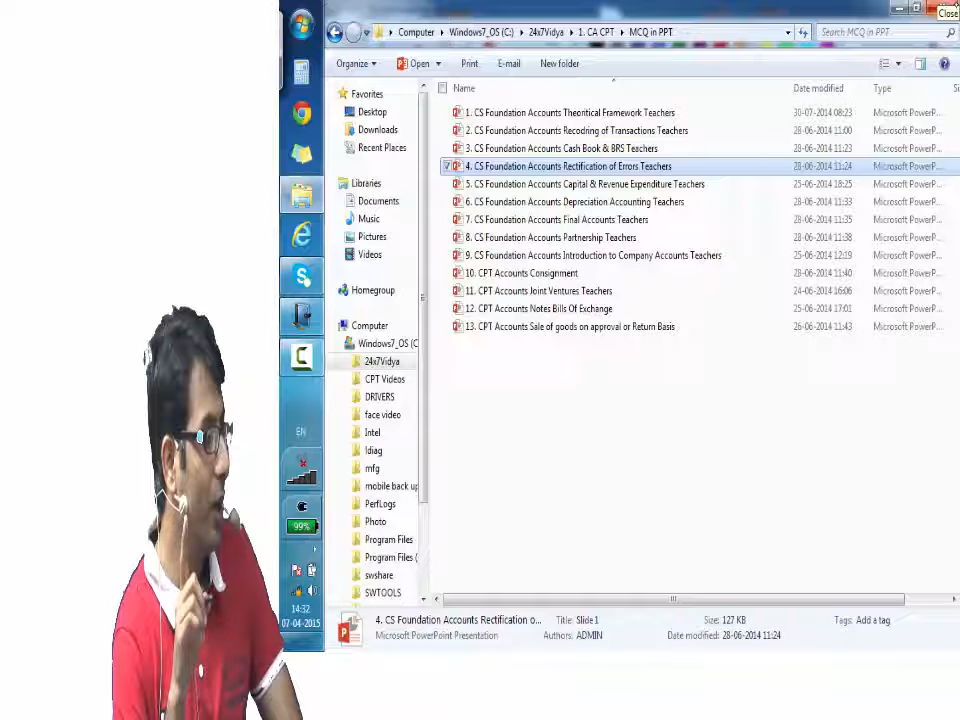 Close
Computer
Windows7_OS (C:)
24x7Vidya
1. CA CPT
MCQ in PPT
Search MCQ in PPT
Organize
Open
Print
E-mail
New folder
Name
Date modified
Type
Favorites
Desktop
Downloads
Recent Places
Libraries
Documents
Music
Pictures
Videos
Homegroup
Computer
Windows7_OS (C
24x7Vidya
CPT Videos
DRIVERS
face video
Intel
ldiag
mfg
mobile back up
PerfLogs
Photo
Program Files
Program Files (
swshare
SWTOOLS
1. CS Foundation Accounts Theoritical Framework Teachers 30-07-2014 08:23 Microsoft PowerP...
2. CS Foundation Accounts Recodring of Transactions Teachers 28-06-2014 11:00 Microsoft PowerP...
3. CS Foundation Accounts Cash Book & BRS Teachers 28-06-2014 11:23 Microsoft PowerP...
4. CS Foundation Accounts Rectification of Errors Teachers 28-06-2014 11:24 Microsoft PowerP...
5. CS Foundation Accounts Capital & Revenue Expenditure Teachers 25-06-2014 18:25 Microsoft PowerP...
6. CS Foundation Accounts Depreciation Accounting Teachers 28-06-2014 11:33 Microsoft PowerP...
7. CS Foundation Accounts Final Accounts Teachers 28-06-2014 11:35 Microsoft PowerP...
8. CS Foundation Accounts Partnership Teachers 28-06-2014 11:38 Microsoft PowerP...
9. CS Foundation Accounts Introduction to Company Accounts Teachers 25-06-2014 12:19 Microsoft PowerP...
10. CPT Accounts Consignment 28-06-2014 11:40 Microsoft PowerP...
11. CPT Accounts Joint Ventures Teachers 24-06-2014 16:06 Microsoft PowerP...
12. CPT Accounts Notes Bills Of Exchange 25-06-2014 17:01 Microsoft PowerP...
13. CPT Accounts Sale of goods on approval or Return Basis 26-06-2014 11:43 Microsoft PowerP...
EN
99%
14:32
07-04-2015
4. CS Foundation Accounts Rectification o...
Title: Slide 1
Size: 127 KB
Tags: Add a tag
Microsoft PowerPoint Presentation
Authors: ADMIN
Date modified: 28-06-2014 11:24